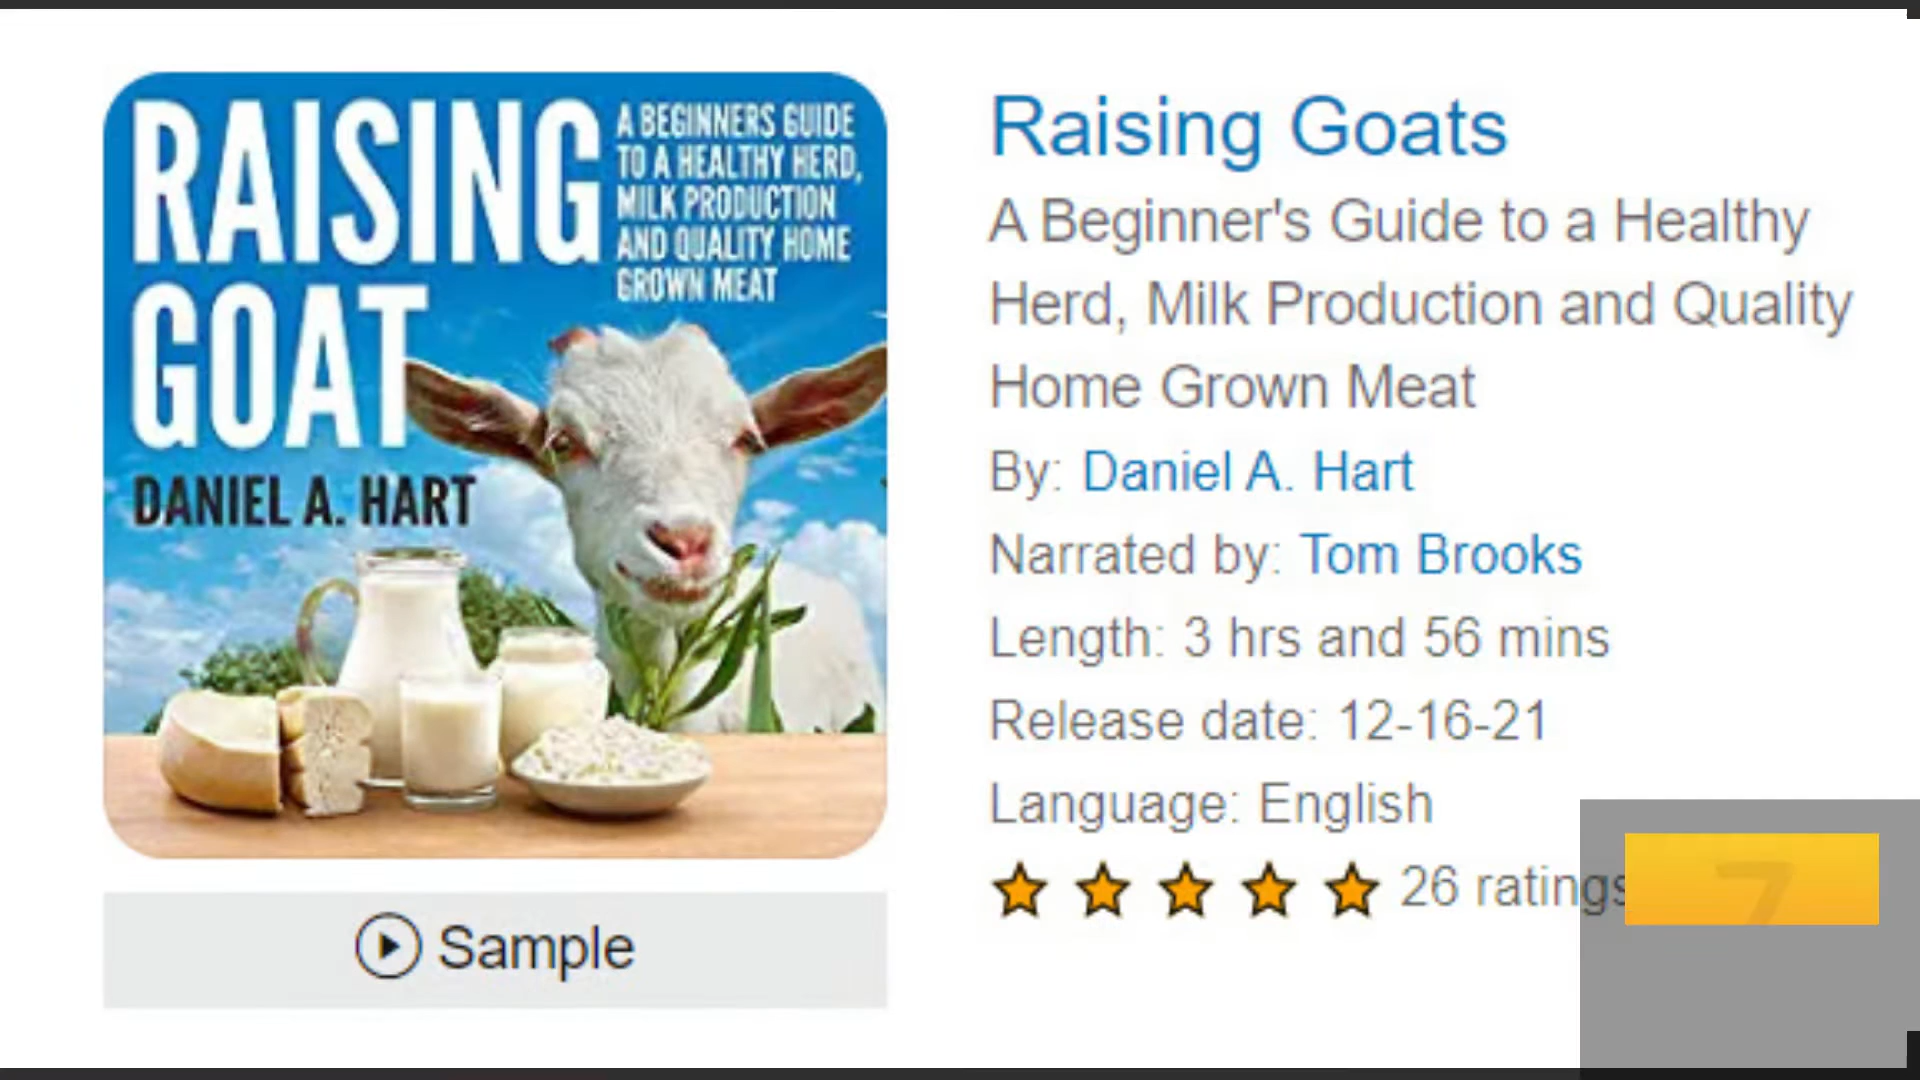 RAISING
GOAT
A BEGINNERS GUIDE
TO A HEALTHY HERD,
MILK PRODUCTION
AND QUALITY HOME
GROWN MEAT
DANIEL A. HART
Sample
Raising Goats
A Beginner's Guide to a Healthy
Herd, Milk Production and Quality
Home Grown Meat
By: Daniel A. Hart
Narrated by: Tom Brooks
Length: 3 hrs and 56 mins
Release date: 12-16-21
Language: English
26 ratings
7